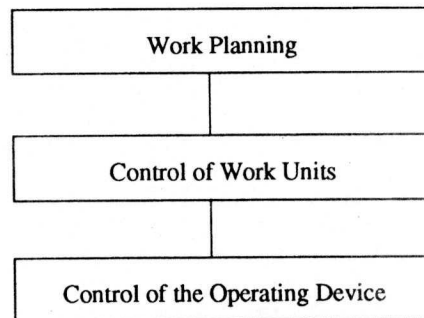 Work Planning
Control of Work Units
Control of the Operating Device